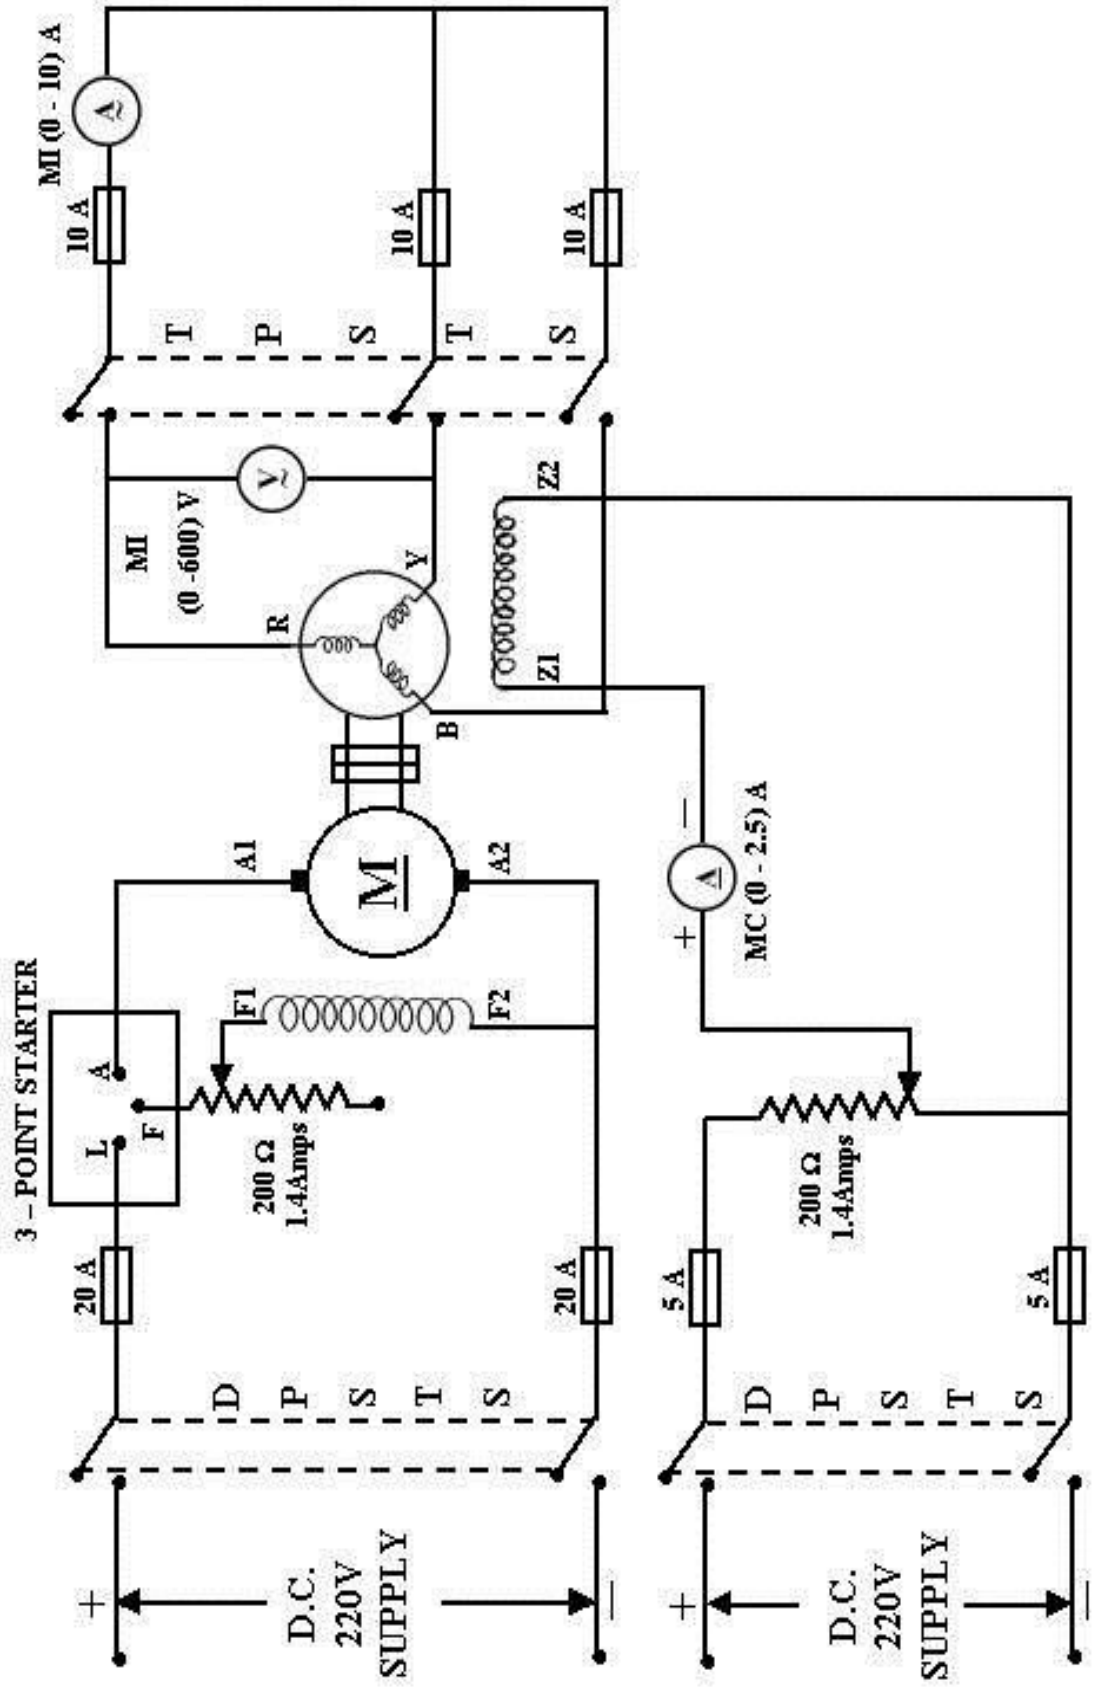 3 – POINT STARTER
L
A
F
20 A
200 Ω
1.4Amps
F1
F2
A1
A2
M
+
D.C.
220V
SUPPLY
–
D P S T S
20 A
R
Y
B
MI
(0 -600) V
V
~
T P S T S
10 A
10 A
10 A
MI (0 - 10) A
A
~
+
D.C.
220V
SUPPLY
–
D P S T S
5 A
5 A
200 Ω
1.4Amps
+
A
–
MC (0 - 2.5) A
Z1
Z2